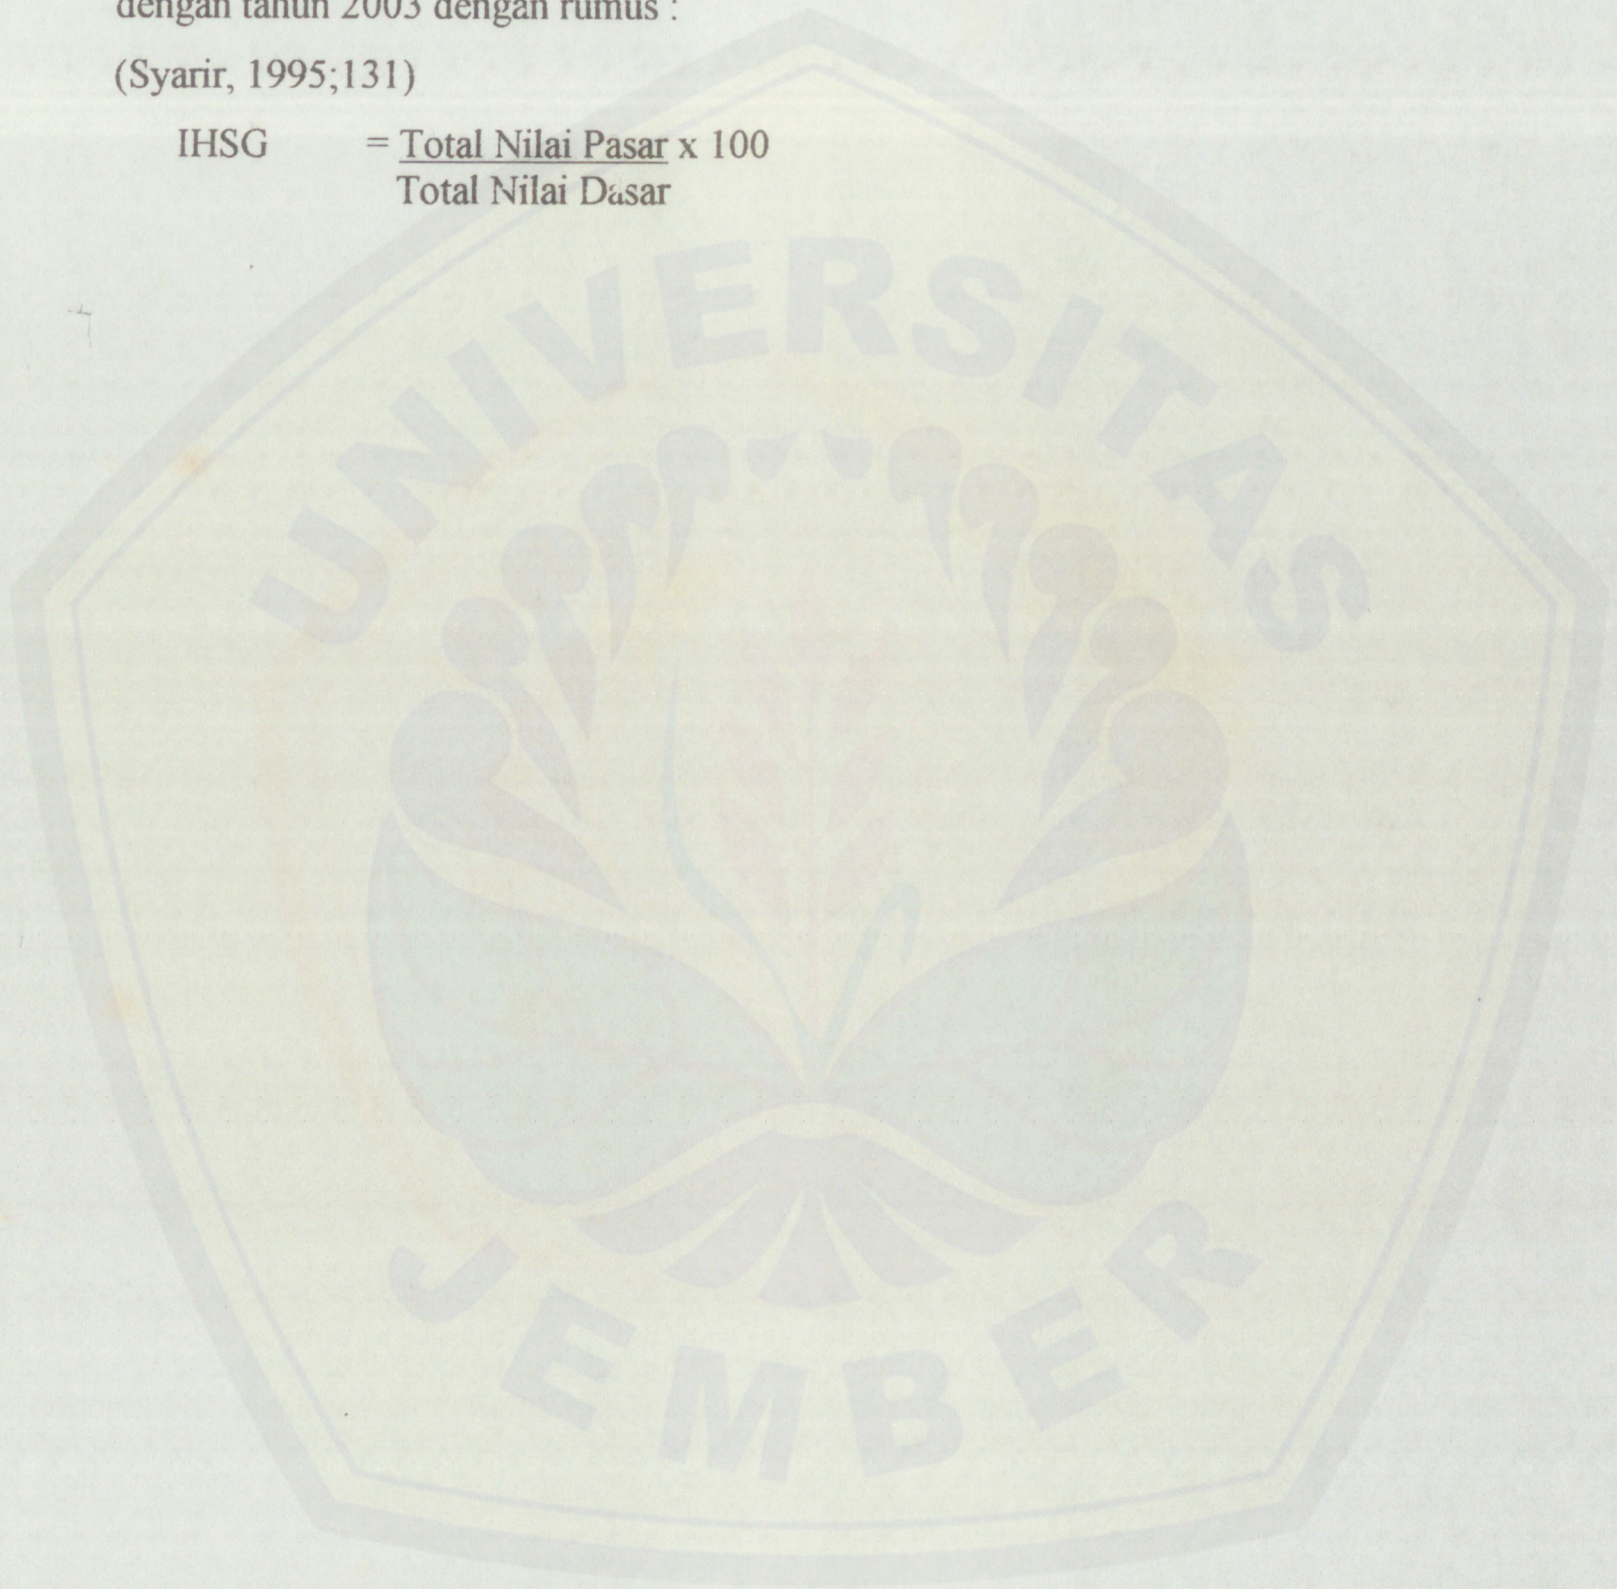 dengan tahun 2003 dengan rumus :
(Syarir, 1995;131)
IHSG = Total Nilai Pasar x 100
Total Nilai Dasar
UNIVERSITAS
JEMBER